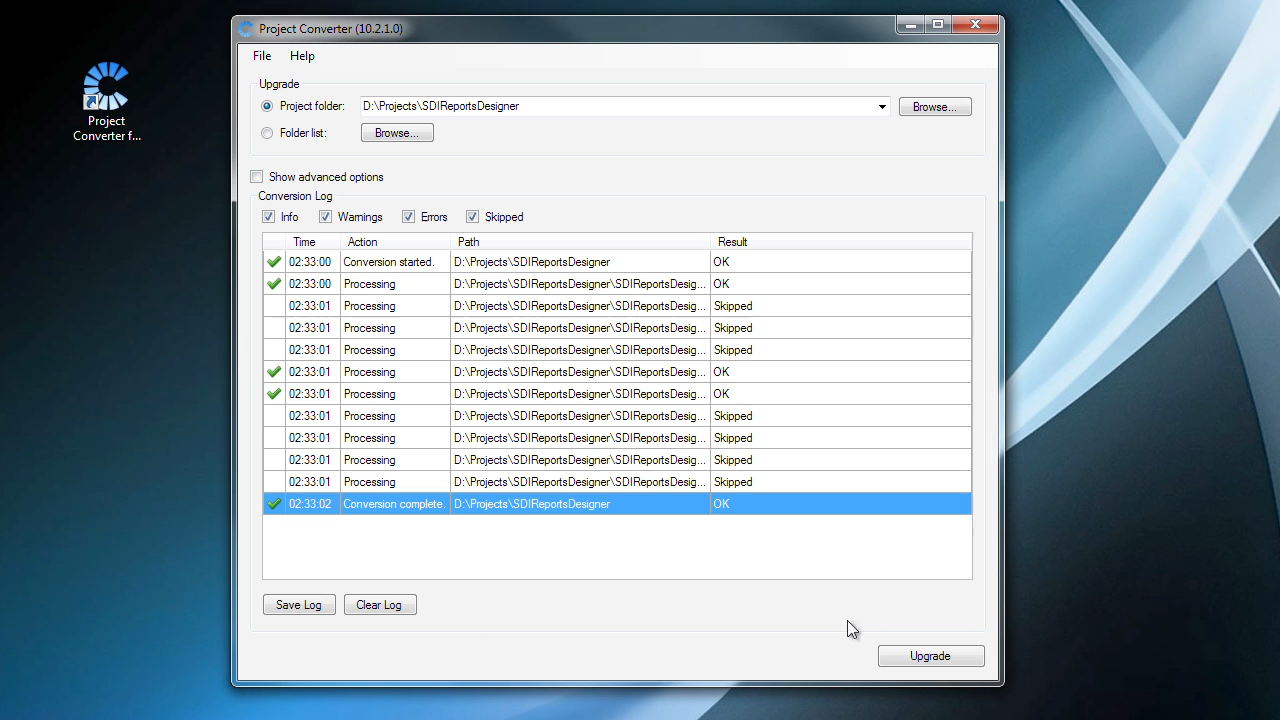 Project
Converter f...
Project Converter (10.2.1.0)
File Help
Upgrade
Project folder: D:\Projects\SDIReportsDesigner Browse...
Folder list: Browse...
Show advanced options
Conversion Log
Info Warnings Errors Skipped
Time Action Path Result
02:33:00 Conversion started. D:\Projects\SDIReportsDesigner OK
02:33:00 Processing D:\Projects\SDIReportsDesigner\SDIReportsDesig... OK
02:33:01 Processing D:\Projects\SDIReportsDesigner\SDIReportsDesig... Skipped
02:33:01 Processing D:\Projects\SDIReportsDesigner\SDIReportsDesig... Skipped
02:33:01 Processing D:\Projects\SDIReportsDesigner\SDIReportsDesig... Skipped
02:33:01 Processing D:\Projects\SDIReportsDesigner\SDIReportsDesig... OK
02:33:01 Processing D:\Projects\SDIReportsDesigner\SDIReportsDesig... OK
02:33:01 Processing D:\Projects\SDIReportsDesigner\SDIReportsDesig... Skipped
02:33:01 Processing D:\Projects\SDIReportsDesigner\SDIReportsDesig... Skipped
02:33:01 Processing D:\Projects\SDIReportsDesigner\SDIReportsDesig... Skipped
02:33:01 Processing D:\Projects\SDIReportsDesigner\SDIReportsDesig... Skipped
02:33:02 Conversion complete. D:\Projects\SDIReportsDesigner OK
Save Log Clear Log
Upgrade